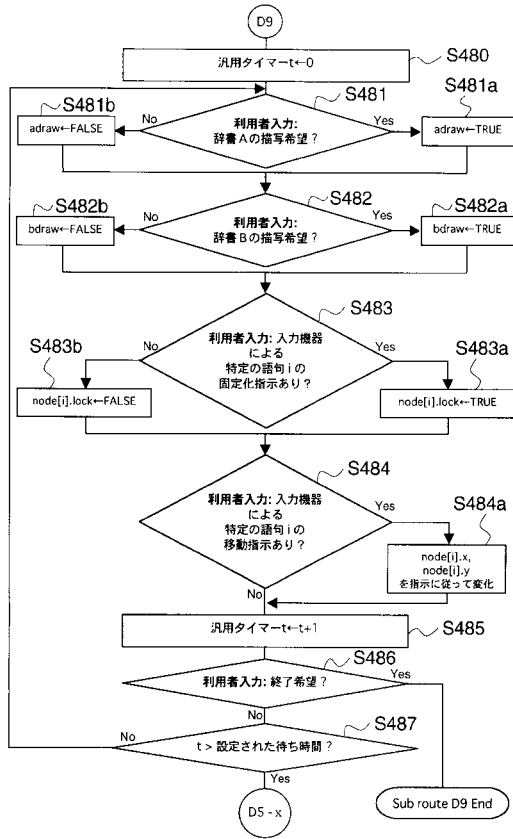 D9
汎用タイマーt←0
S480
S481
S481b
No
adraw←FALSE
利用者入力:
辞書Aの描写希望?
Yes
S481a
adraw←TRUE
S482
S482b
No
bdraw←FALSE
利用者入力:
辞書Bの描写希望?
Yes
S482a
bdraw←TRUE
S483
S483b
No
node[i].lock←FALSE
利用者入力: 入力機器
による
特定の語句 i の
固定化指示あり?
Yes
S483a
node[i].lock←TRUE
S484
利用者入力: 入力機器
による
特定の語句 i の
移動指示あり?
Yes
S484a
node[i].x,
node[i].y
を指示に従って変化
No
汎用タイマーt←t+1
S485
S486
利用者入力: 終了希望?
Yes
No
S487
No
t > 設定された待ち時間?
Yes
D5 - x
Sub route D9 End